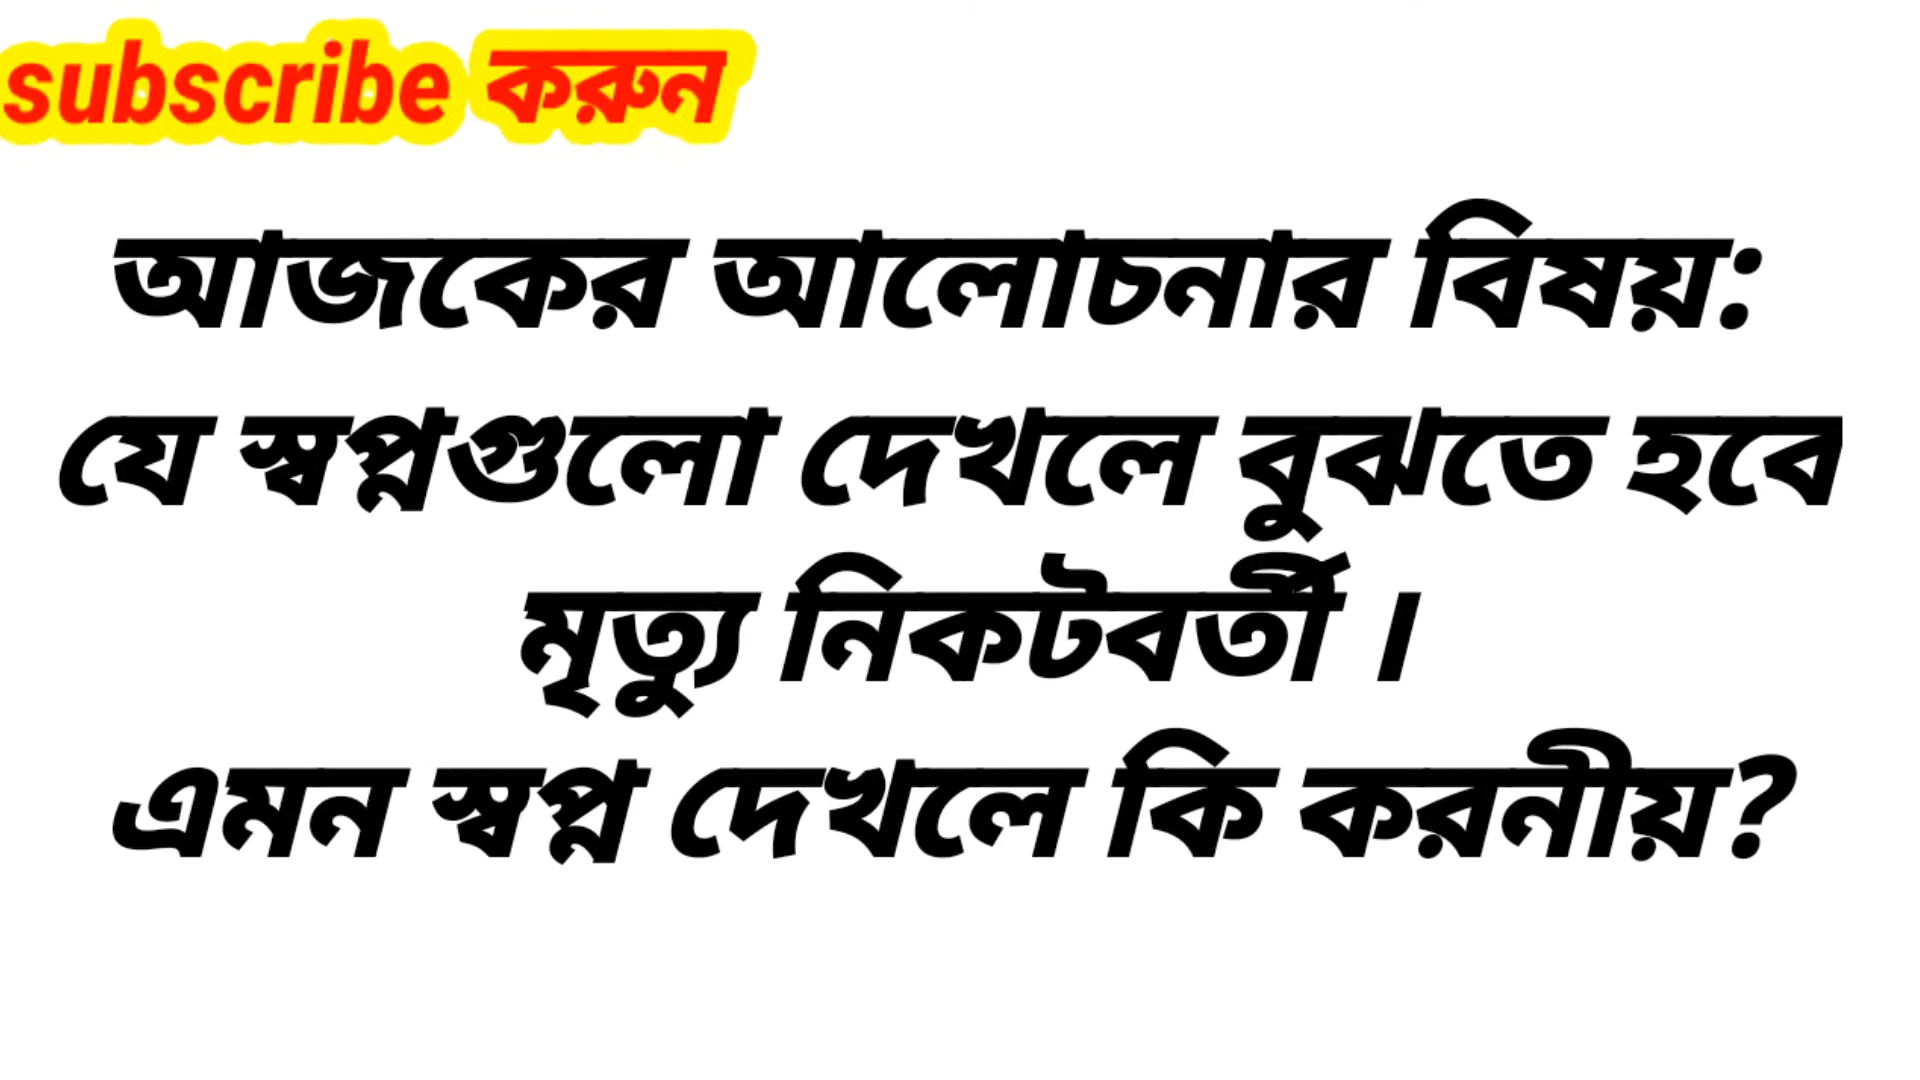 subscribe করুন
আজকের আলোচনার বিষয়:
যে স্বপ্নগুলো দেখলে বুঝতে হবে
মৃত্যু নিকটবর্তী ।
এমন স্বপ্ন দেখলে কি করনীয়?